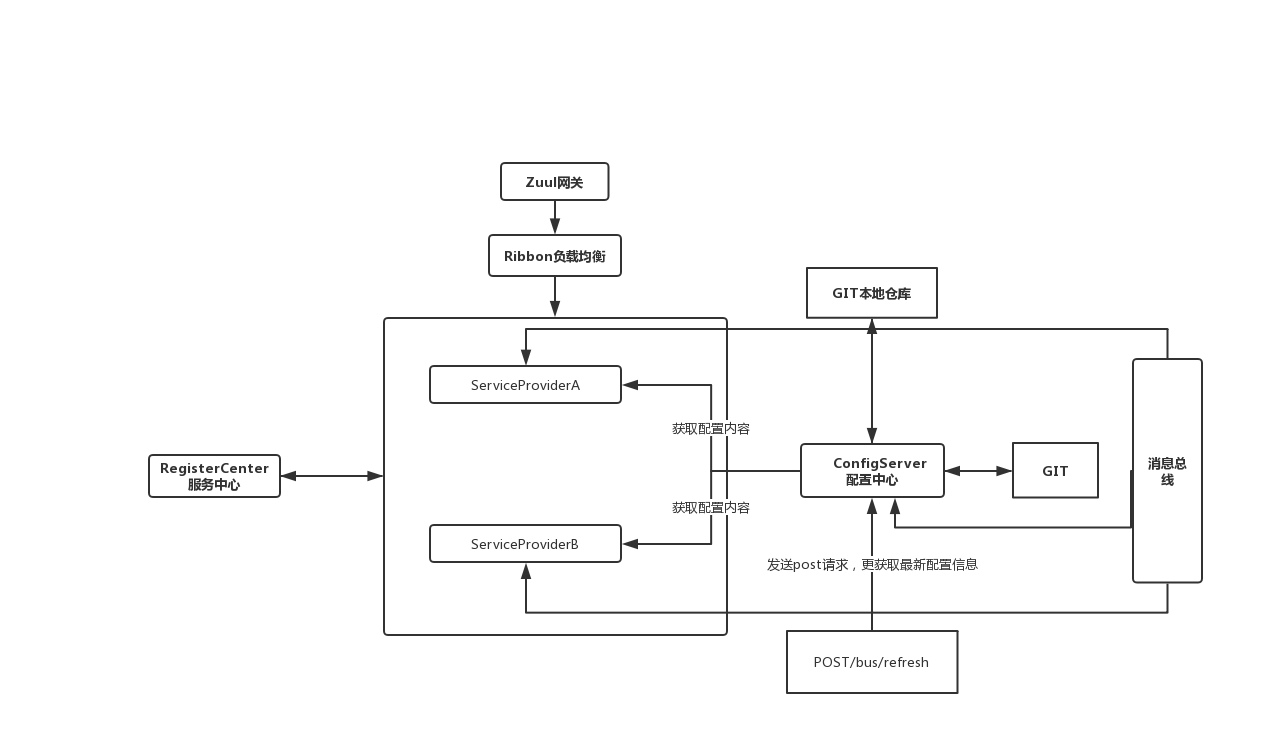 Zuul网关
Ribbon负载均衡
GIT本地仓库
ServiceProviderA
获取配置内容
RegisterCenter
服务中心
ConfigServer
配置中心
GIT
消息总
线
获取配置内容
ServiceProviderB
发送post请求，更获取最新配置信息
POST/bus/refresh